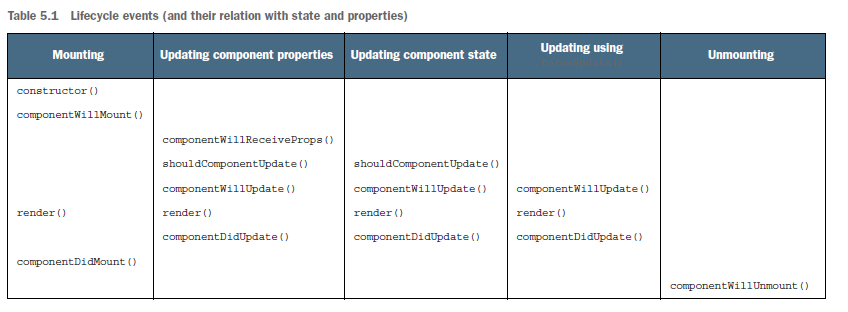 Table 5.1 Lifecycle events (and their relation with state and properties)
Mounting Updating component properties Updating component state Updating using Unmounting
constructor()
componentWillMount()
componentWillReceiveProps()
shouldComponentUpdate() shouldComponentUpdate()
componentWillUpdate() componentWillUpdate() componentWillUpdate()
render() render() render() render()
componentDidUpdate() componentDidUpdate() componentDidUpdate()
componentDidMount()
componentWillUnmount()